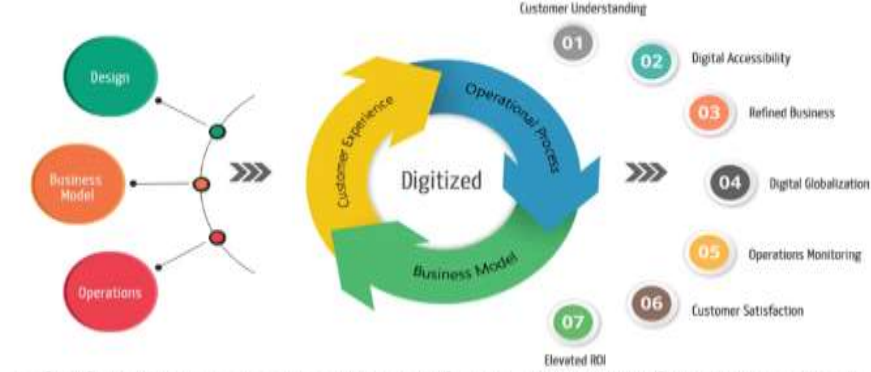 Customer Understanding
01
02
Digital Accessibility
Design
Customer Experience
Operational Process
03
Refined Business
Business
Model
Digitized
04
Digital Globalization
Business Model
05
Operations Monitoring
Operations
06
Customer Satisfaction
07
Elevated ROI